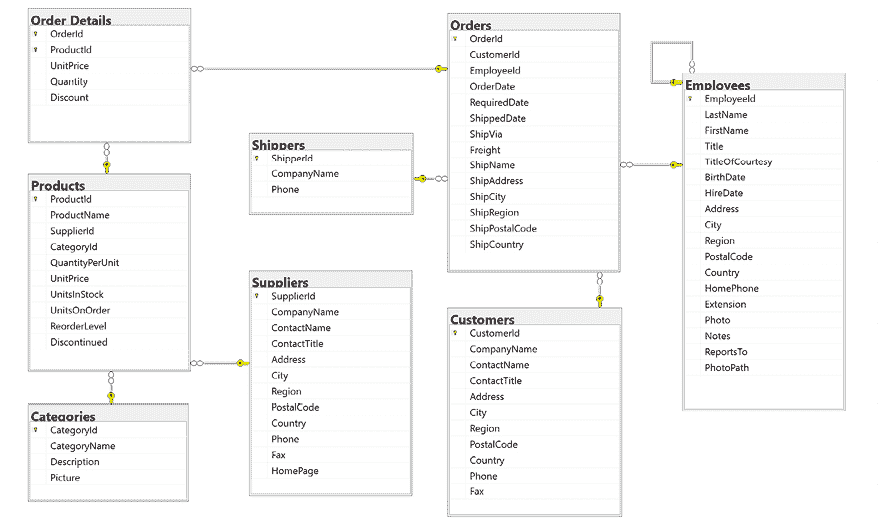 Order Details
OrderId
ProductId
UnitPrice
Quantity
Discount
Products
ProductId
ProductName
SupplierId
CategoryId
QuantityPerUnit
UnitPrice
UnitsInStock
UnitsOnOrder
ReorderLevel
Discontinued
Categories
CategoryId
CategoryName
Description
Picture
Shippers
ShipperId
CompanyName
Phone
Suppliers
SupplierId
CompanyName
ContactName
ContactTitle
Address
City
Region
PostalCode
Country
Phone
Fax
HomePage
Orders
OrderId
CustomerId
EmployeeId
OrderDate
RequiredDate
ShippedDate
ShipVia
Freight
ShipName
ShipAddress
ShipCity
ShipRegion
ShipPostalCode
ShipCountry
Customers
CustomerId
CompanyName
ContactName
ContactTitle
Address
City
Region
PostalCode
Country
Phone
Fax
Employees
EmployeeId
LastName
FirstName
Title
TitleOfCourtesy
BirthDate
HireDate
Address
City
Region
PostalCode
Country
HomePhone
Extension
Photo
Notes
ReportsTo
PhotoPath